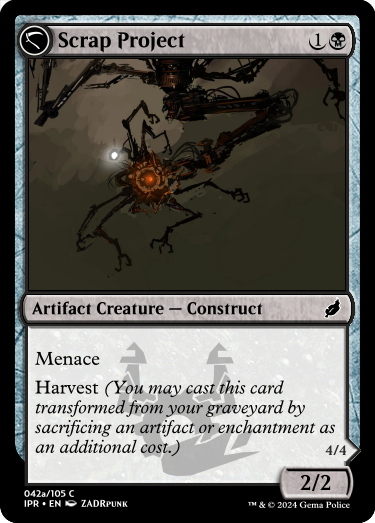 Scrap Project 1
Artifact Creature — Construct
Menace
Harvest (You may cast this card
transformed from your graveyard by
sacrificing an artifact or enchantment as
an additional cost.)
4/4
2/2
042a/105 C
IPR • EN ZADRPUNK
™ & © 2024 Gema Police